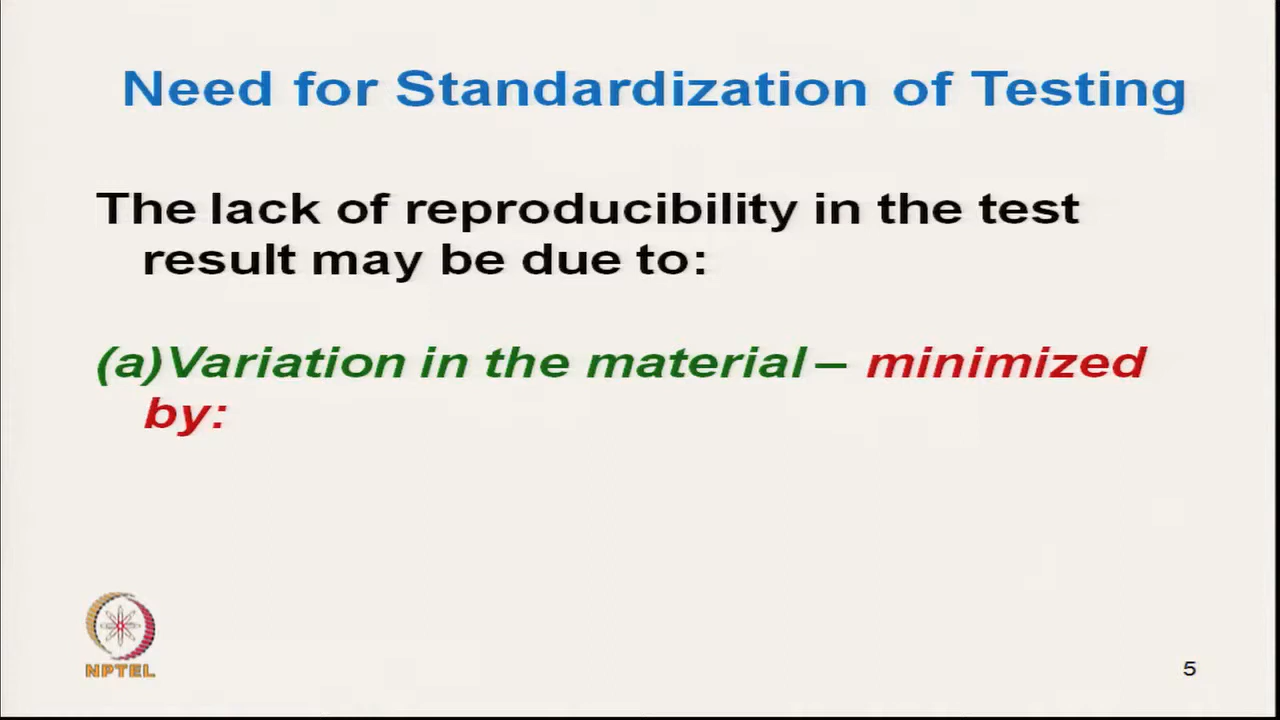 Need for Standardization of Testing
The lack of reproducibility in the test
result may be due to:
(a)Variation in the material – minimized
by:
NPTEL
5